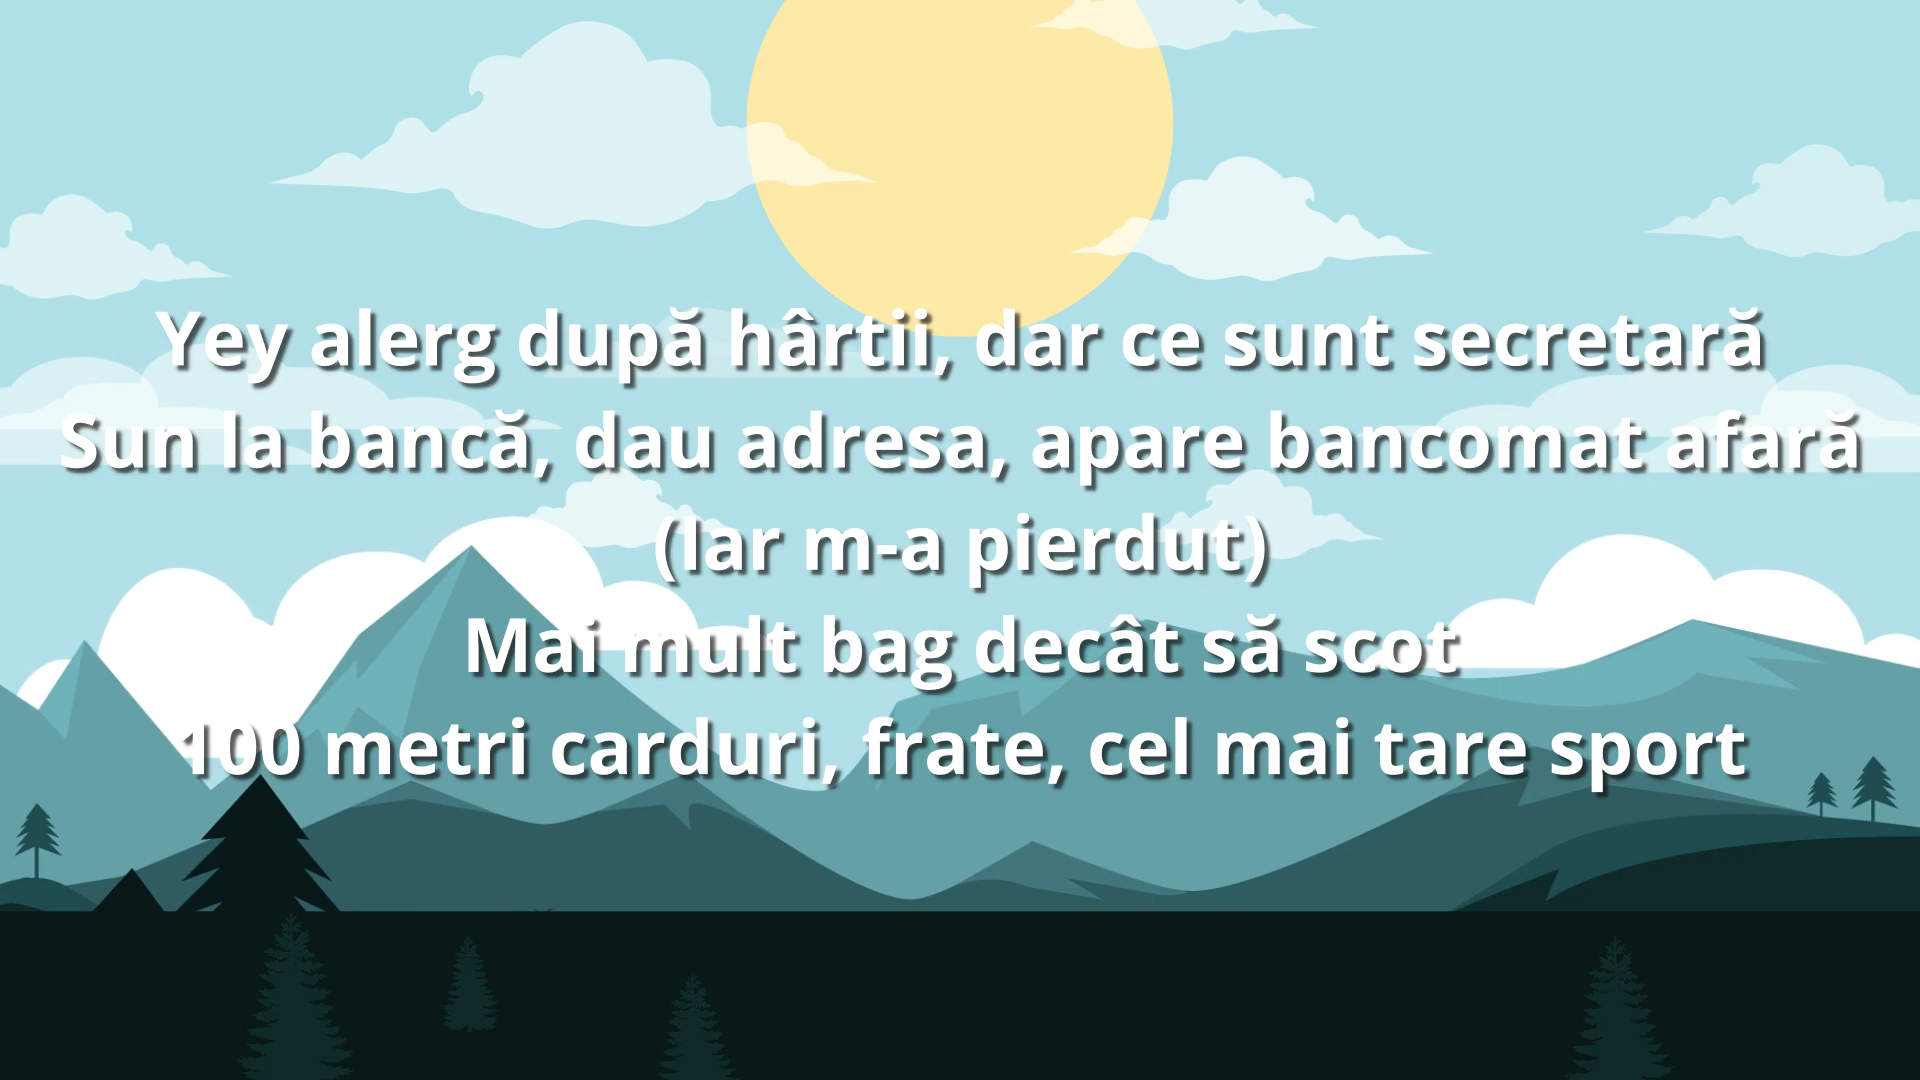 Yey alerg după hârtii, dar ce sunt secretară
Sun la bancă, dau adresa, apare bancomat afară
(Iar m-a pierdut)
Mai mult bag decât să scot
100 metri carduri, frate, cel mai tare sport